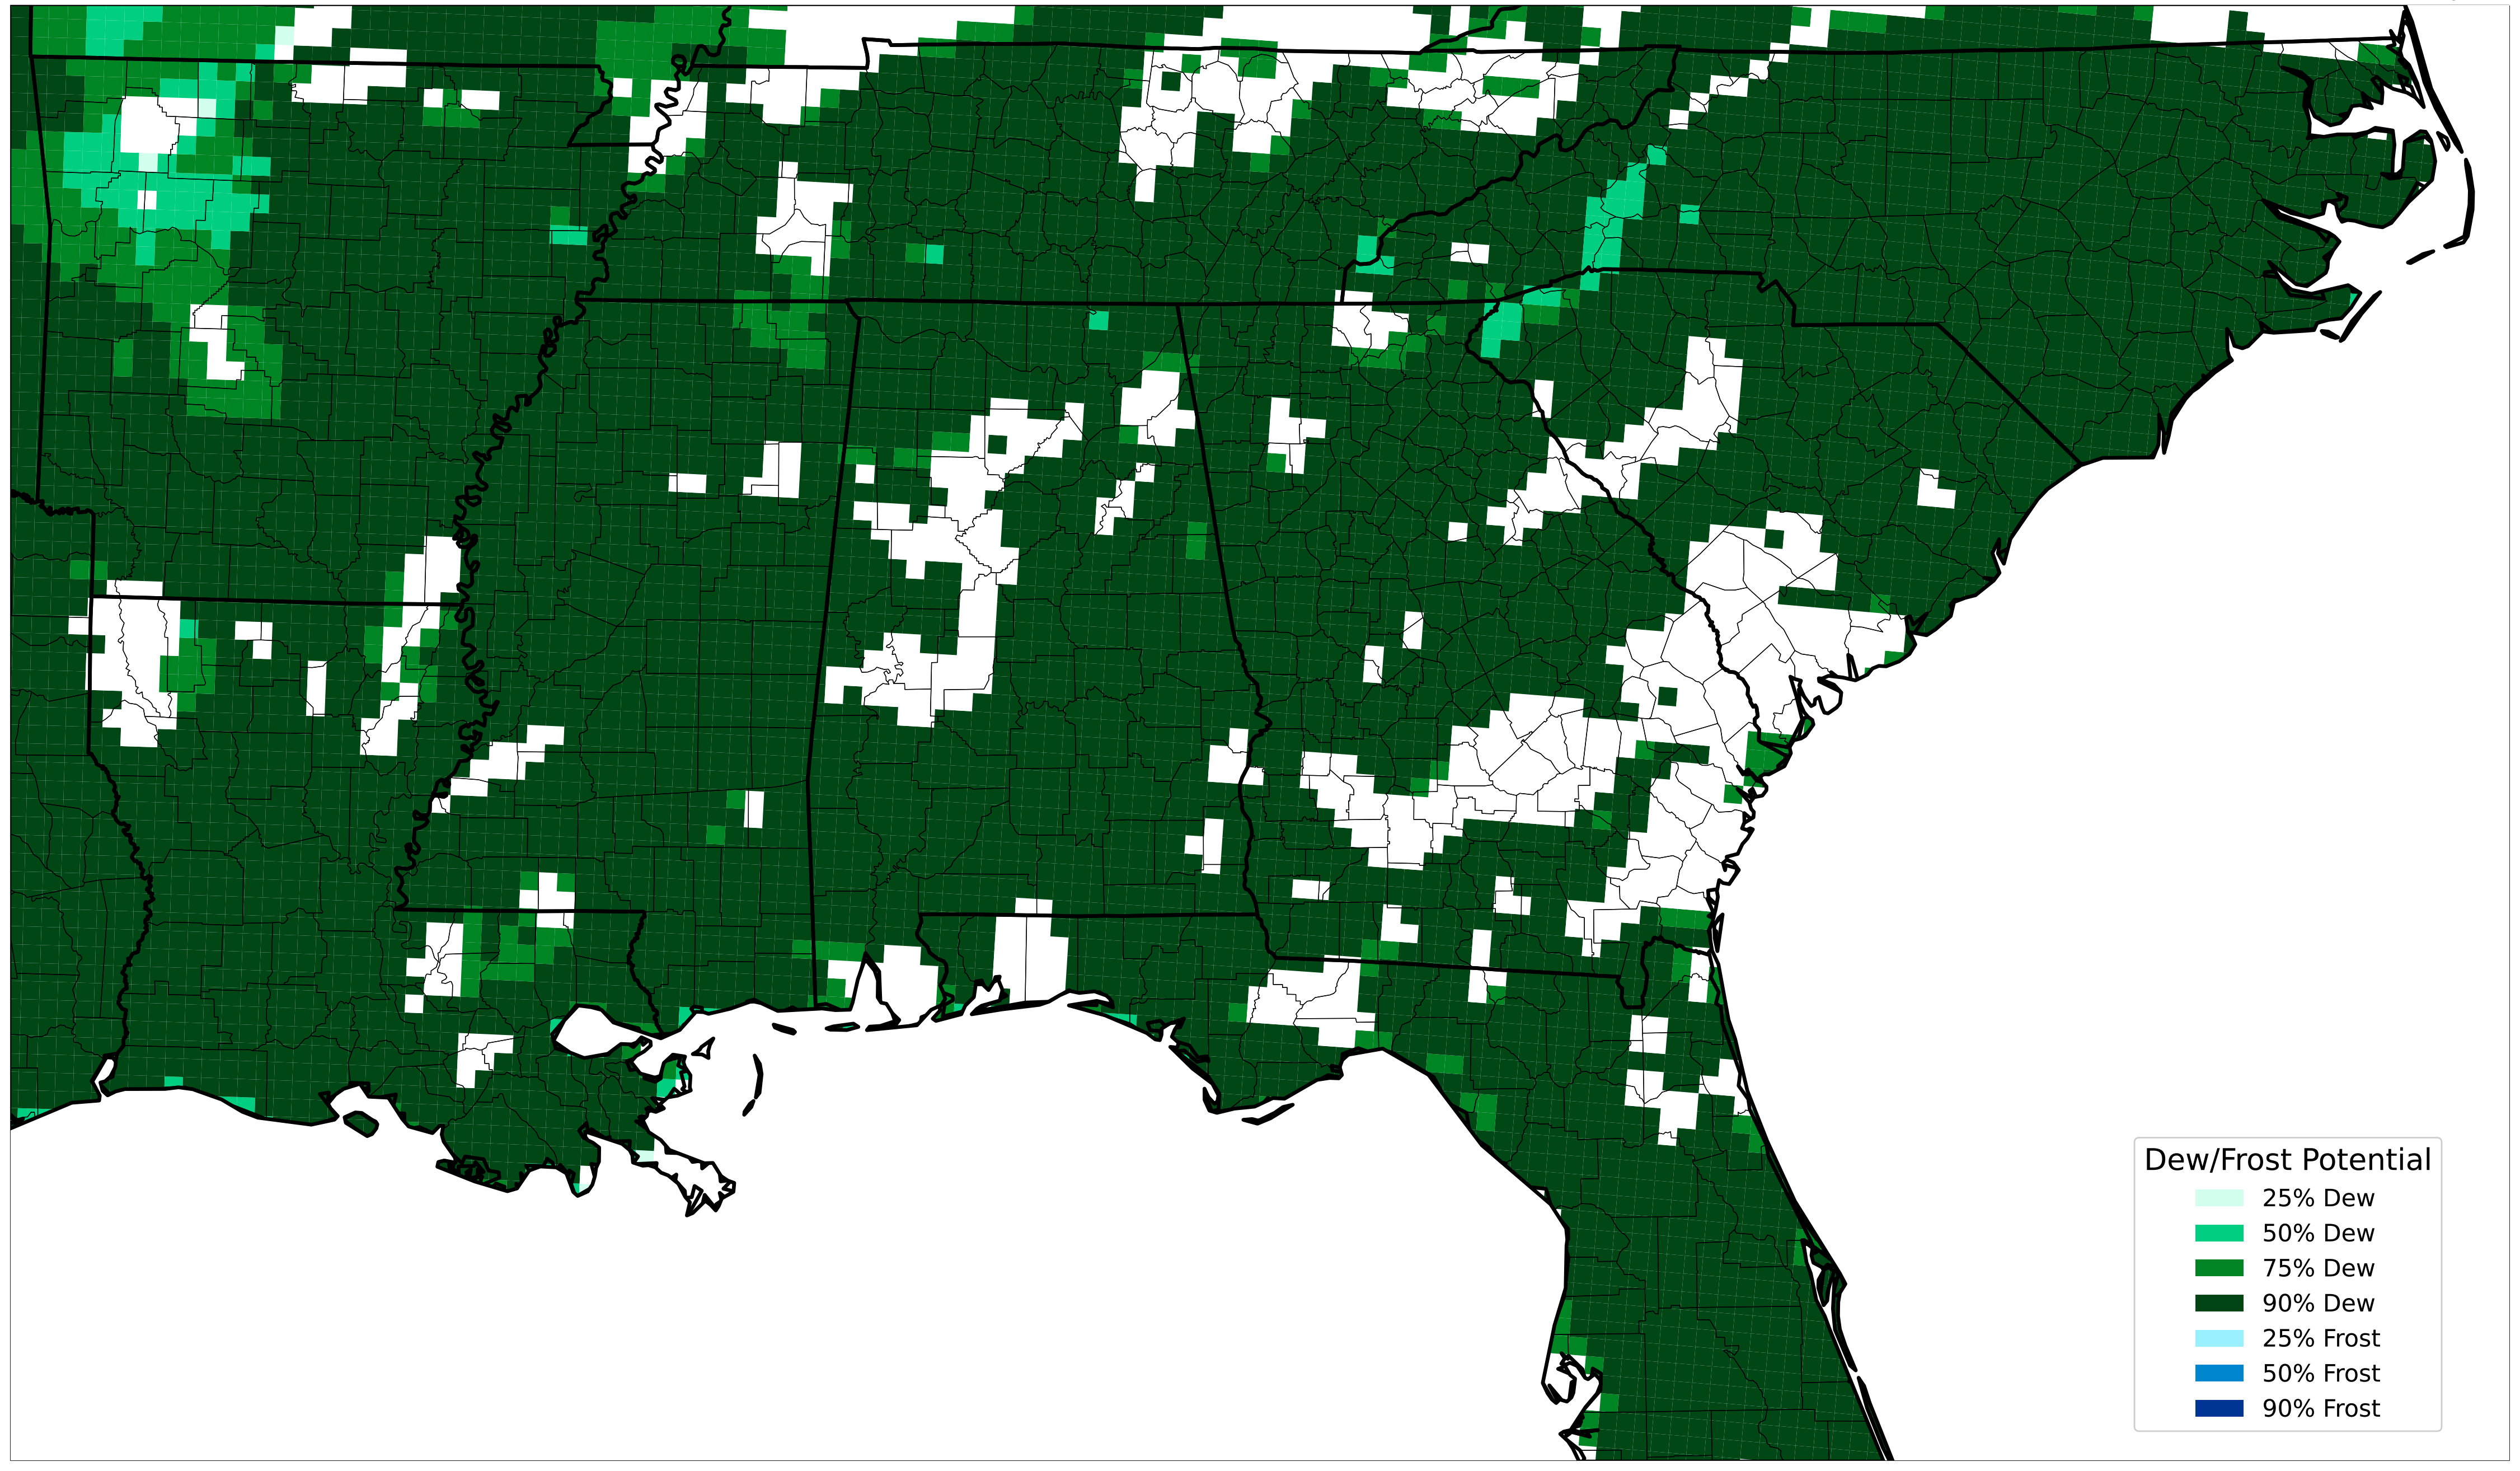 Dew/Frost Potential
25% Dew
50% Dew
75% Dew
90% Dew
25% Frost
50% Frost
90% Frost